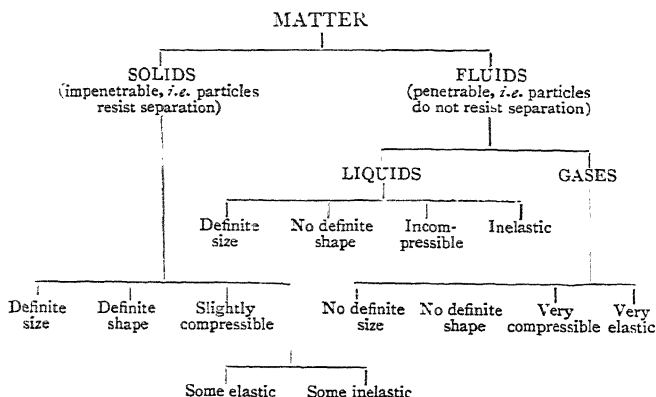 MATTER
SOLIDS
(impenetrable, i.e. particles
resist separation)
FLUIDS
(penetrable, i.e. particles
do not resist separation)
LIQUIDS
GASES
Definite
size
No definite
shape
Incom-
pressible
Inelastic
Definite
size
Definite
shape
Slightly
compressible
No definite
size
No definite
shape
Very
compressible
Very
elastic
Some elastic
Some inelastic